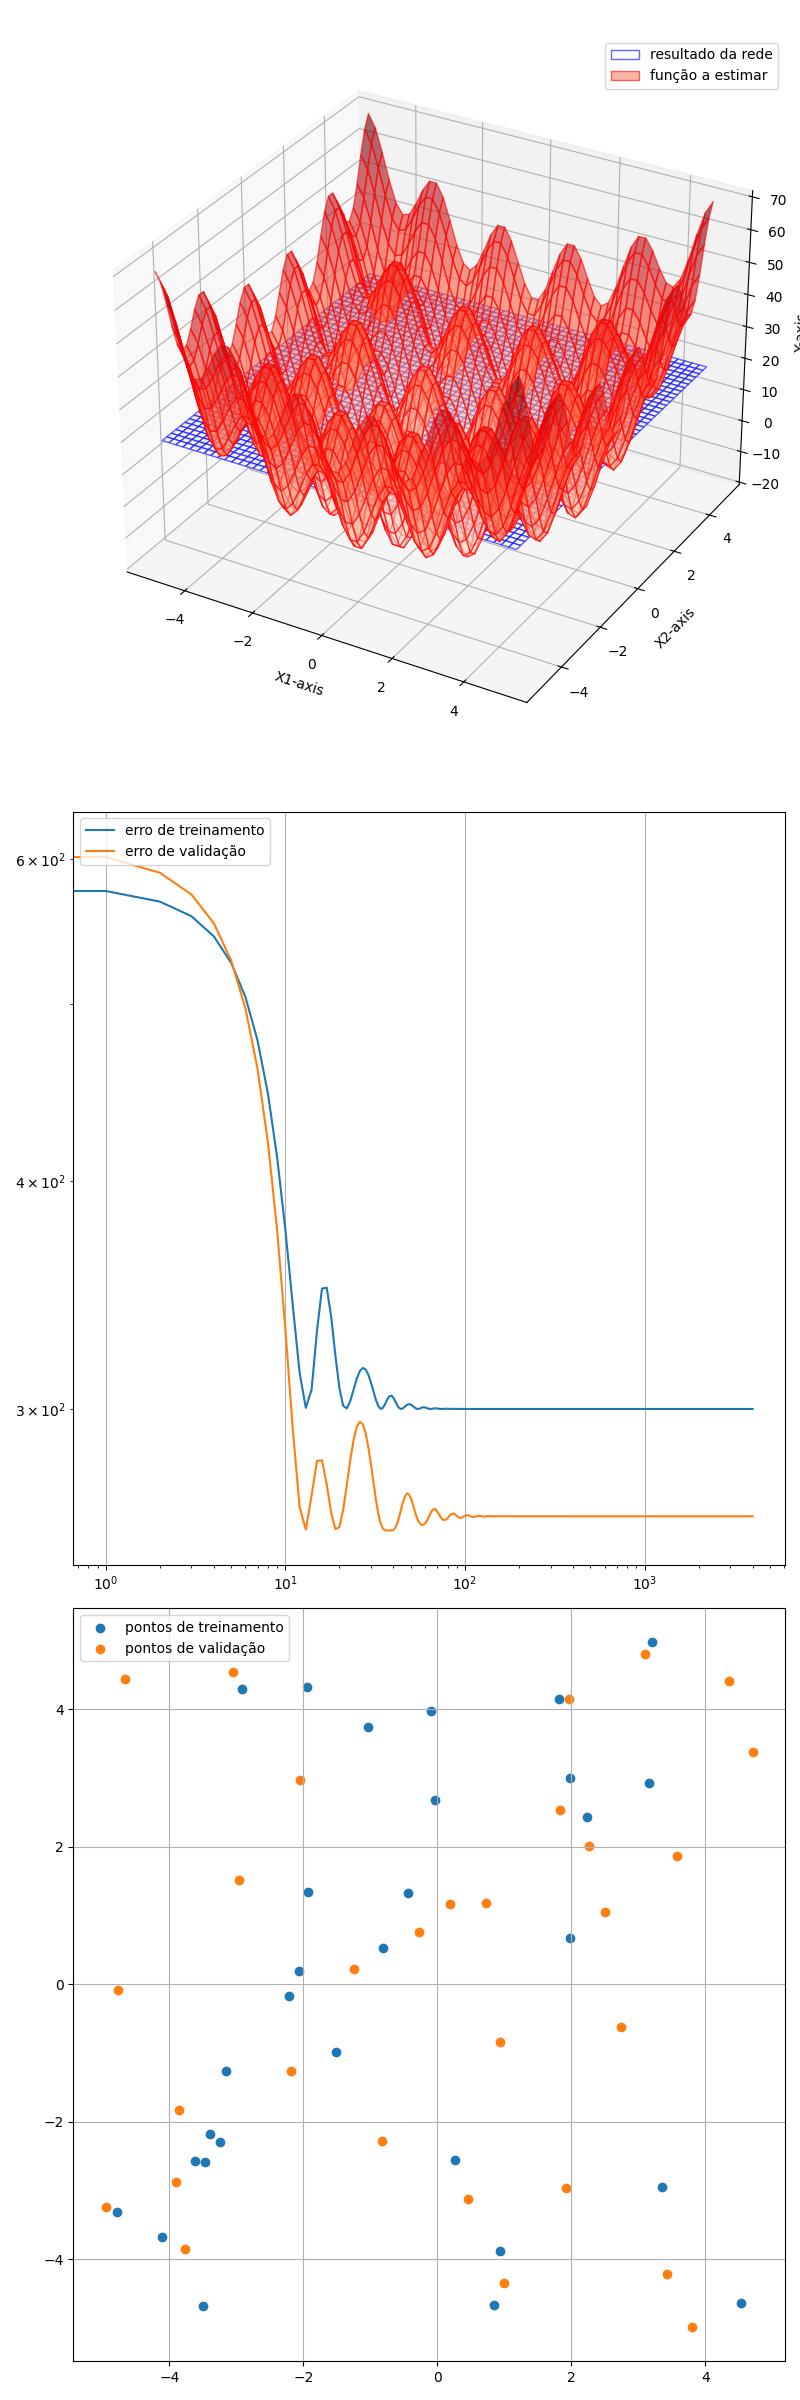 resultado da rede
função a estimar
70
60
50
40
30
20
10
0
−10
−20
4
2
0
−2
−4
X2-axis
−4
−2
0
2
4
X1-axis
erro de treinamento
erro de validação
6 × 10²
4 × 10²
3 × 10²
10⁰ 10¹ 10² 10³
pontos de treinamento
pontos de validação
4
2
0
−2
−4
−4 −2 0 2 4